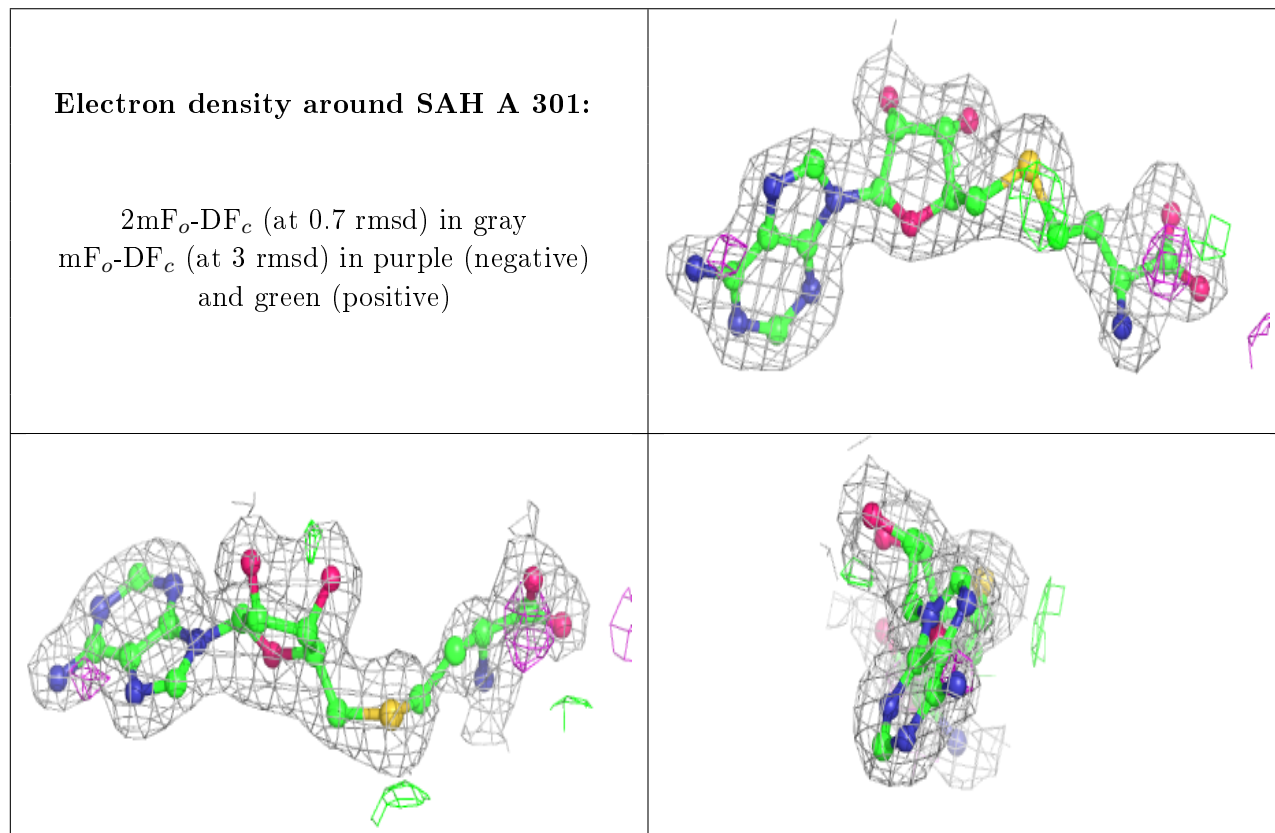 Electron density around SAH A 301:
2mFₒ-DF𝒸 (at 0.7 rmsd) in gray
mFₒ-DF𝒸 (at 3 rmsd) in purple (negative)
and green (positive)